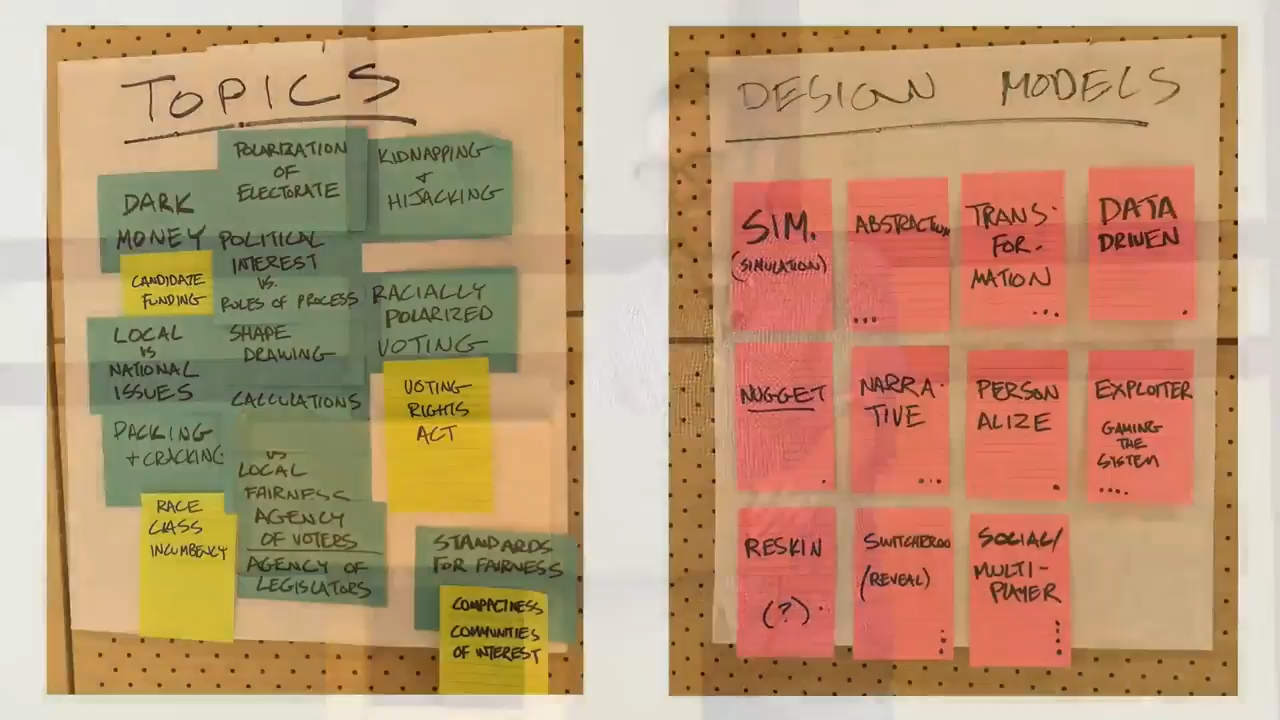 TOPICS
POLARIZATION
OF
ELECTORATE
KIDNAPPING
+
HIJACKING
DARK
MONEY
CANDIDATE
FUNDING
POLITICAL
INTEREST
VS.
RULES OF PROCESS
RACIALLY
POLARIZED
VOTING
VOTING
RIGHTS
ACT
LOCAL
VS
NATIONAL
ISSUES
SHAPE
DRAWING
CALCULATIONS
PACKING
+ CRACKING
RACE
CLASS
INCUMBENCY
VS
LOCAL
FAIRNESS
AGENCY
OF VOTERS
AGENCY OF
LEGISLATORS
STANDARDS
FOR FAIRNESS
COMPACTNESS
COMMUNITIES
OF INTEREST
DESIGN MODELS
SIM.
(SIMULATION)
ABSTRACTION
TRANS-
FOR-
MATION
DATA
DRIVEN
NUGGET
NARRA-
TIVE
PERSON
ALIZE
EXPLOITER
GAMING
THE
SYSTEM
RESKIN
(?)
SWITCHEROO
(REVEAL)
SOCIAL/
MULTI-
PLAYER